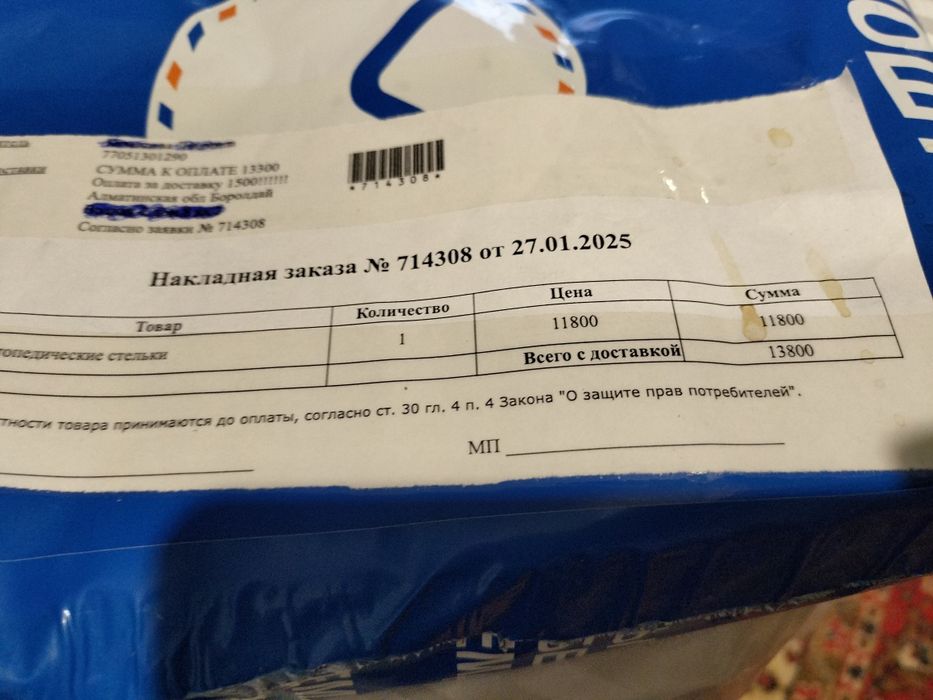 77051301290
СУММА К ОПЛАТЕ 13300
Оплата за доставку 1500!!!!!!
Алматинская обл Боролдай
Согласно заявки № 714308
*714308*
Накладная заказа № 714308 от 27.01.2025
Товар Количество Цена Сумма
опедические стельки 1 11800 11800
Всего с доставкой 13800
тности товара принимаются до оплаты, согласно ст. 30 гл. 4 п. 4 Закона "О защите прав потребителей".
МП